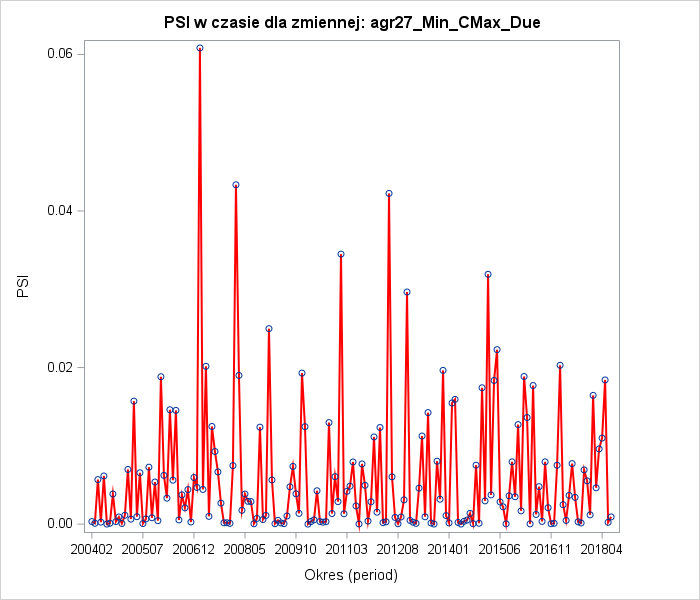 PSI w czasie dla zmiennej: agr27_Min_CMax_Due
0.06
0.04
0.02
0.00
PSI
200402 200507 200612 200805 200910 201103 201208 201401 201506 201611 201804
Okres (period)